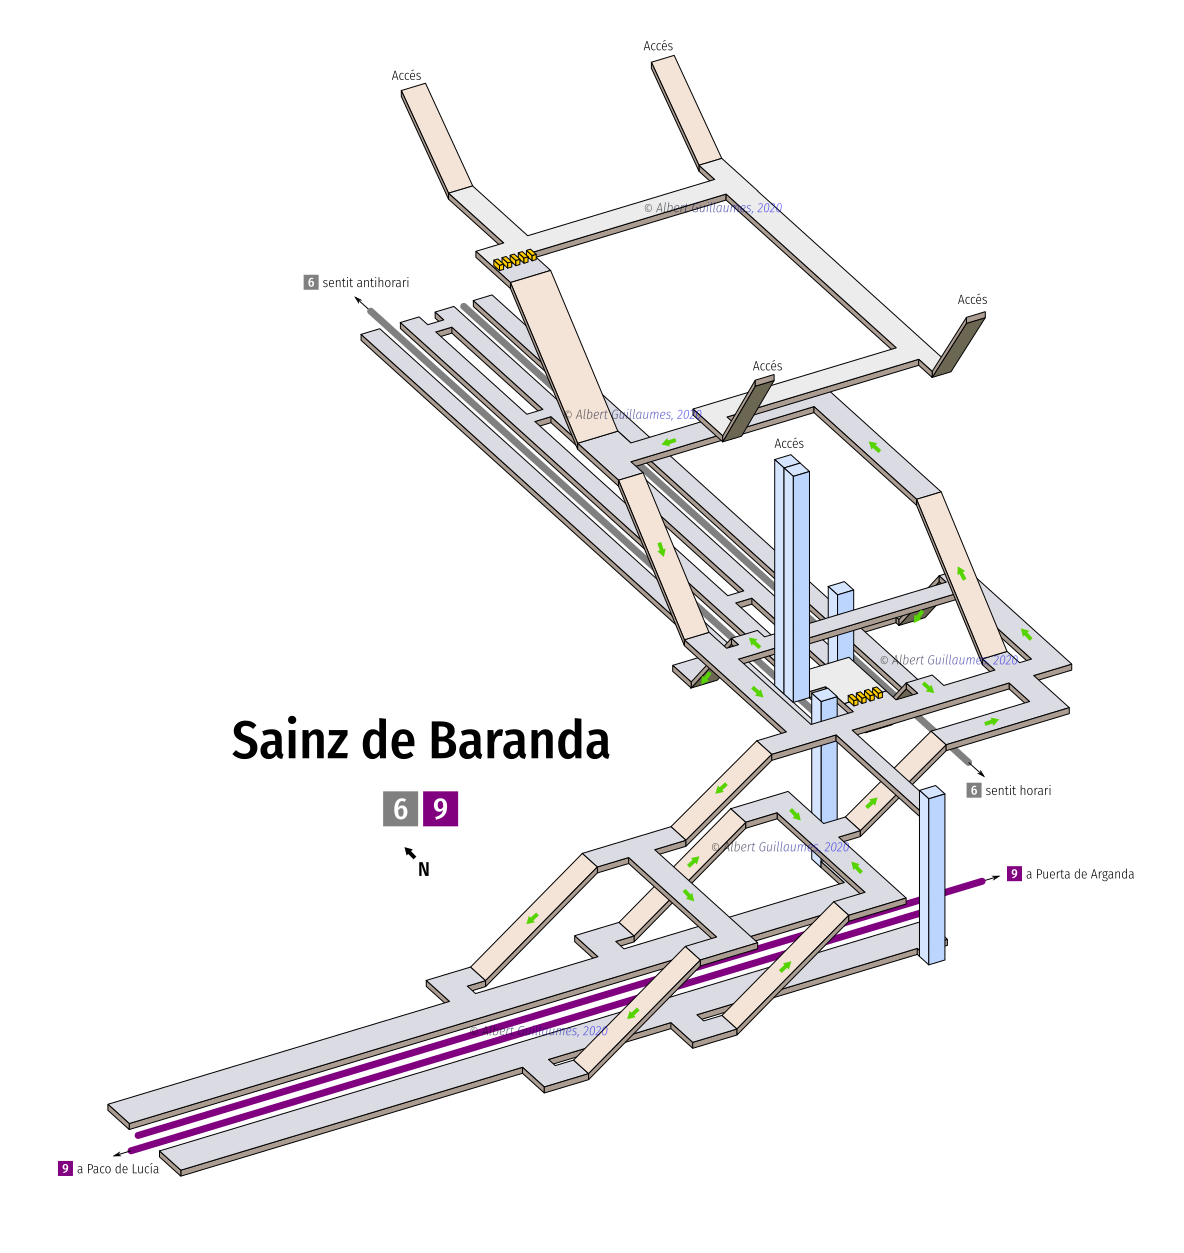 Accés
Accés
© Albert Guillaumes, 2020
6 sentit antihorari
Accés
Accés
© Albert Guillaumes, 2020
Accés
© Albert Guillaumes, 2020
Sainz de Baranda
6 9
N
6 sentit horari
© Albert Guillaumes, 2020
9 a Puerta de Arganda
© Albert Guillaumes, 2020
9 a Paco de Lucía